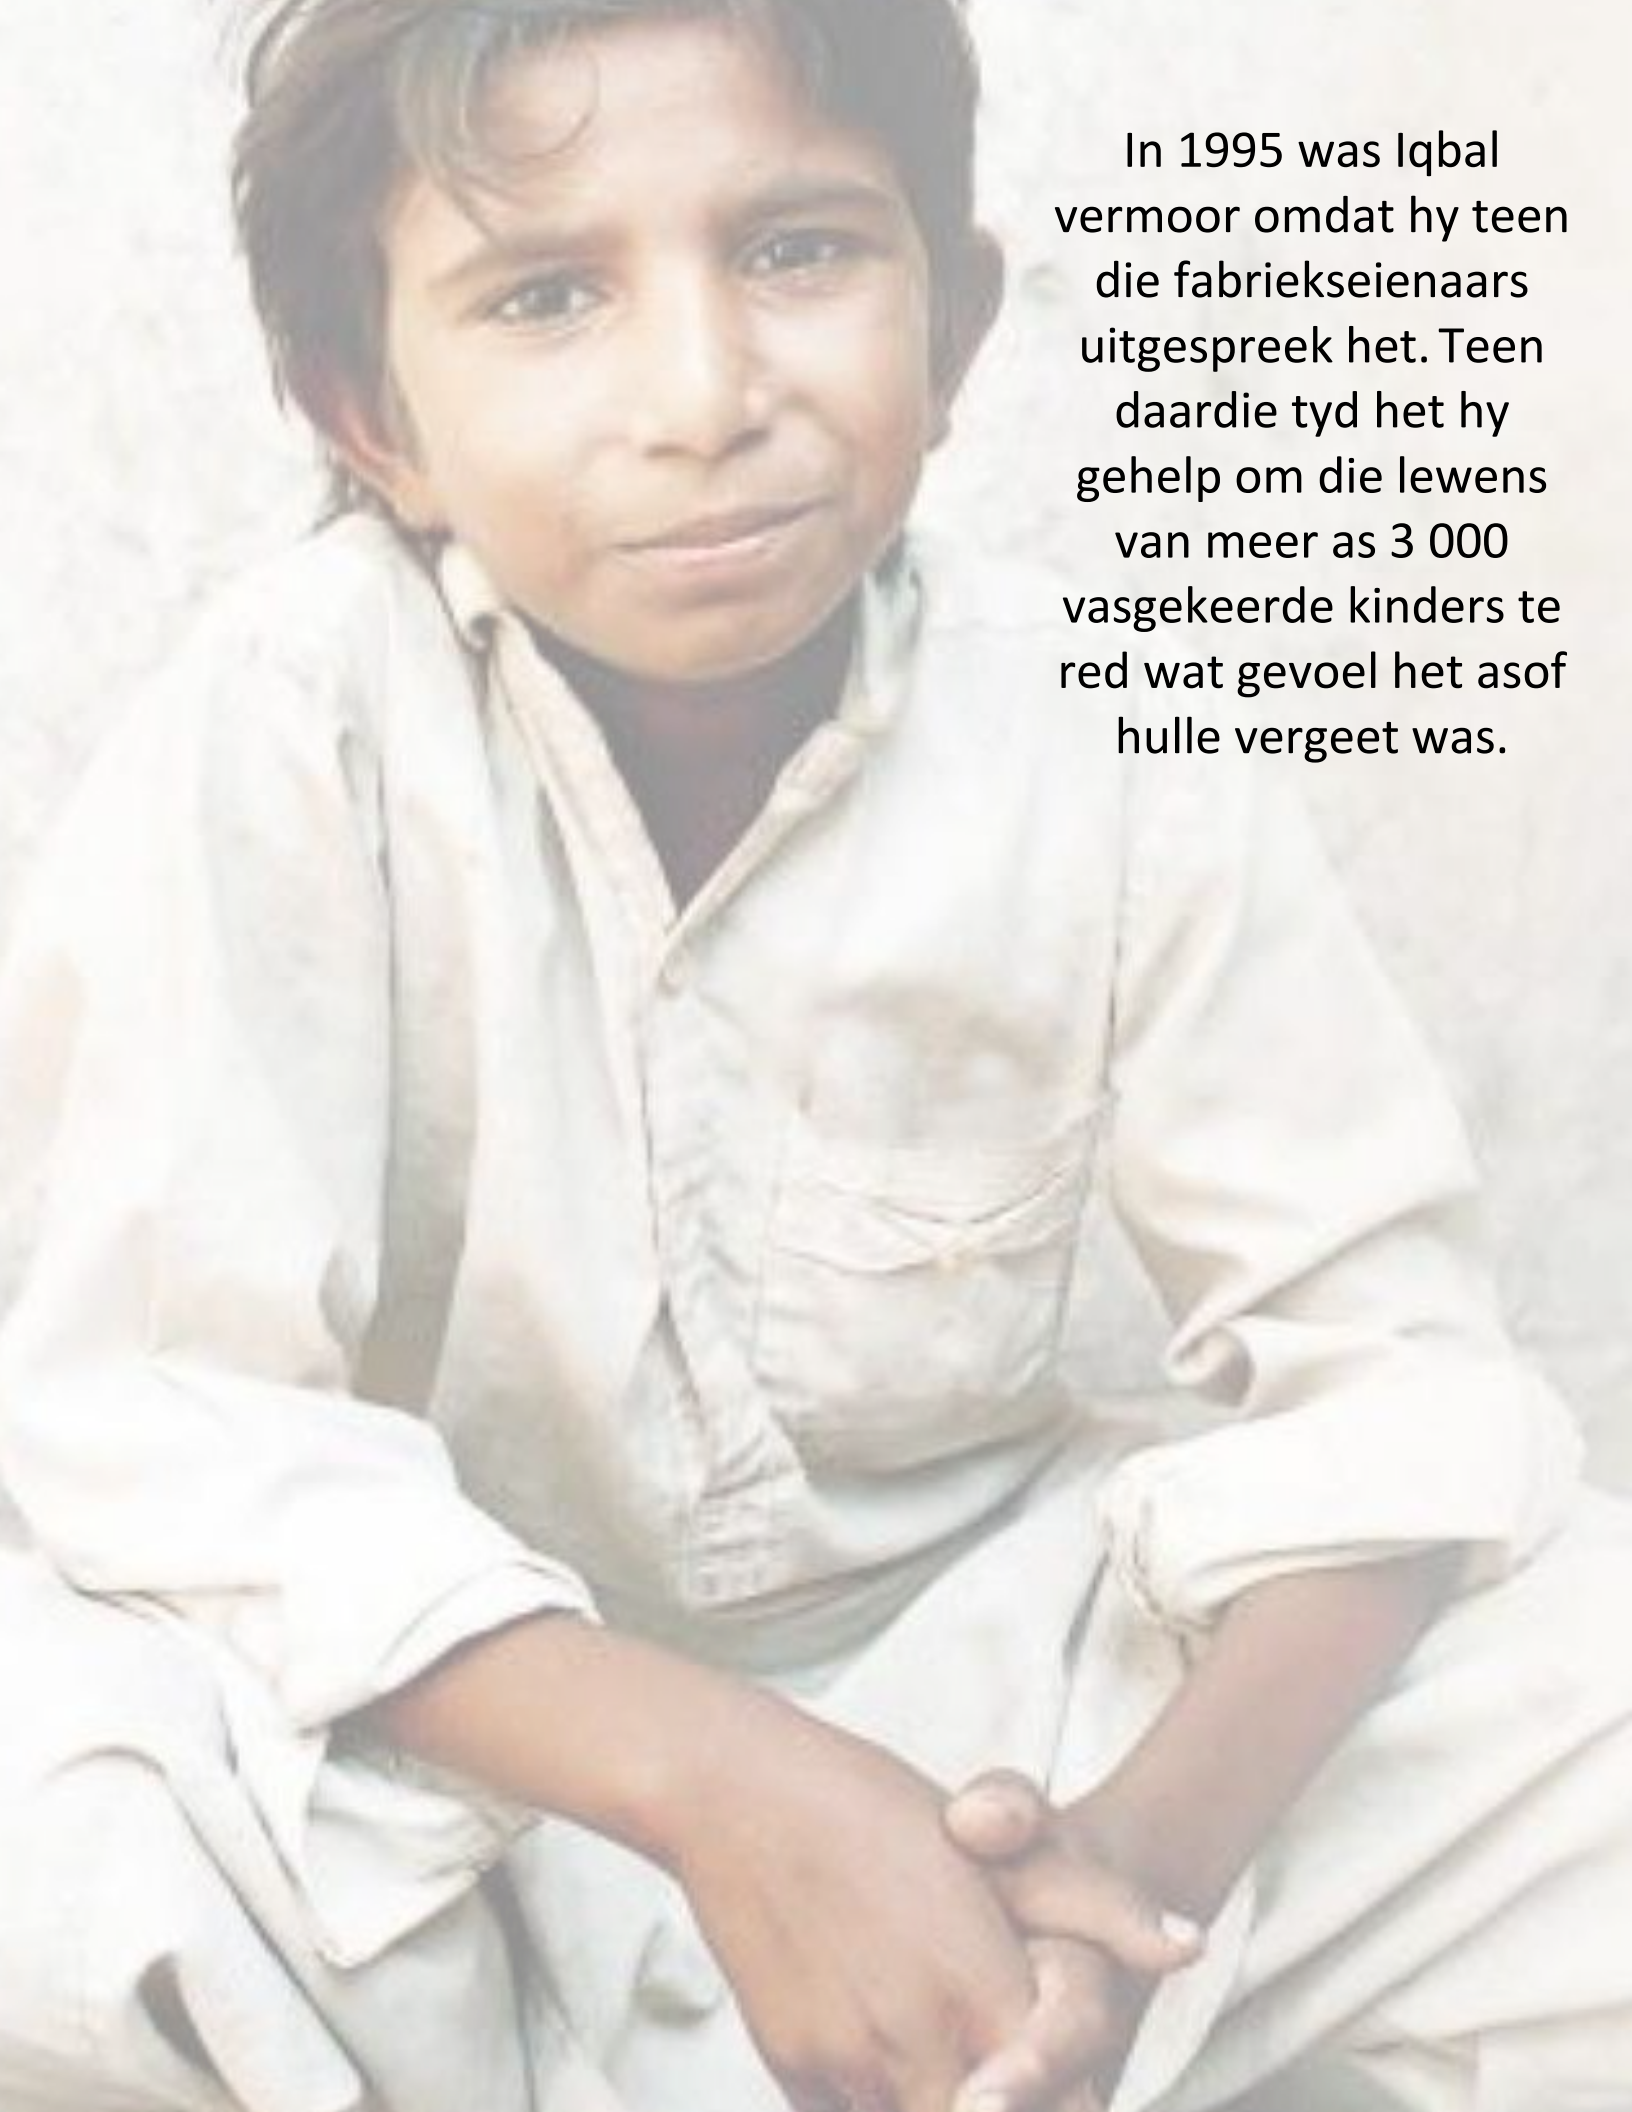 In 1995 was Iqbal
vermoor omdat hy teen
die fabriekseienaars
uitgespreek het. Teen
daardie tyd het hy
gehelp om die lewens
van meer as 3 000
vasgekeerde kinders te
red wat gevoel het asof
hulle vergeet was.